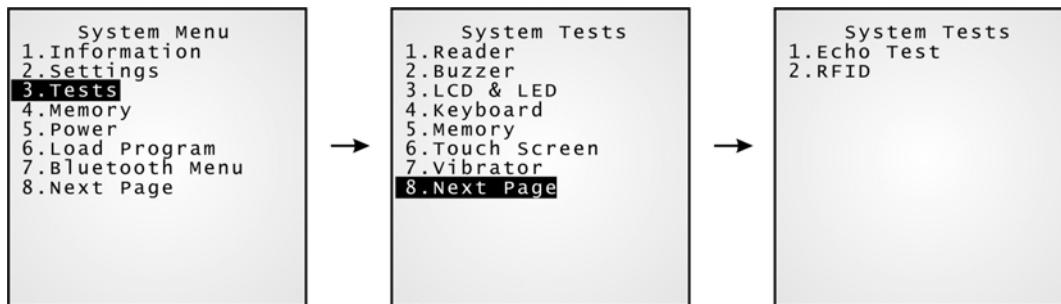 System Menu
1.Information
2.Settings
3.Tests
4.Memory
5.Power
6.Load Program
7.Bluetooth Menu
8.Next Page
System Tests
1.Reader
2.Buzzer
3.LCD & LED
4.Keyboard
5.Memory
6.Touch Screen
7.Vibrator
8.Next Page
System Tests
1.Echo Test
2.RFID